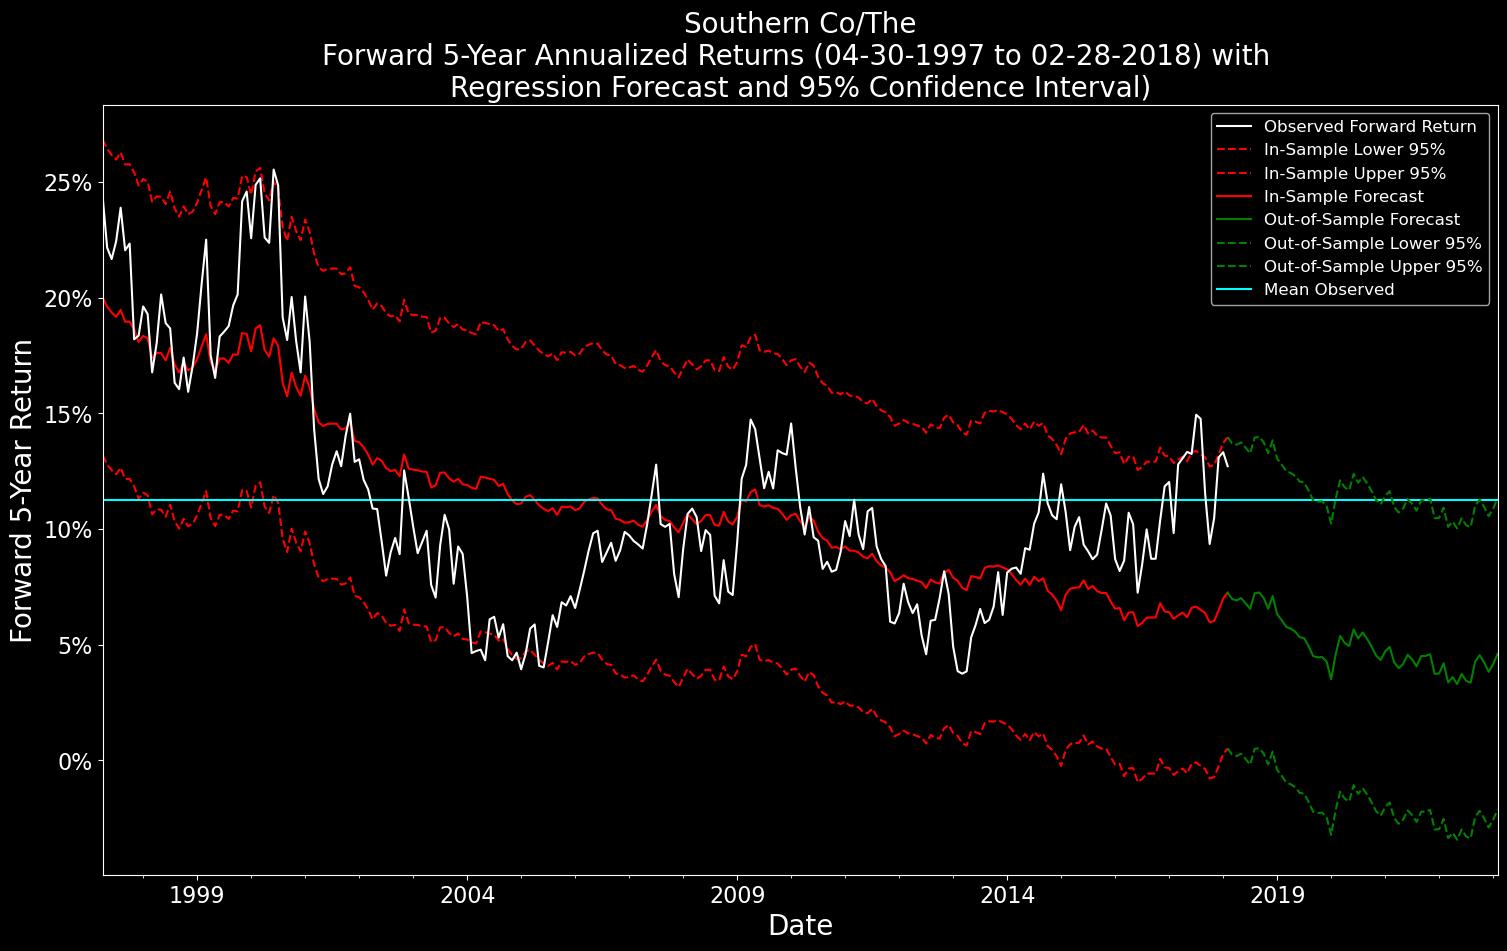 Southern Co/The
Forward 5-Year Annualized Returns (04-30-1997 to 02-28-2018) with
Regression Forecast and 95% Confidence Interval)
Observed Forward Return
In-Sample Lower 95%
In-Sample Upper 95%
In-Sample Forecast
Out-of-Sample Forecast
Out-of-Sample Lower 95%
Out-of-Sample Upper 95%
Mean Observed
Forward 5-Year Return
25%
20%
15%
10%
5%
0%
1999 2004 2009 2014 2019
Date